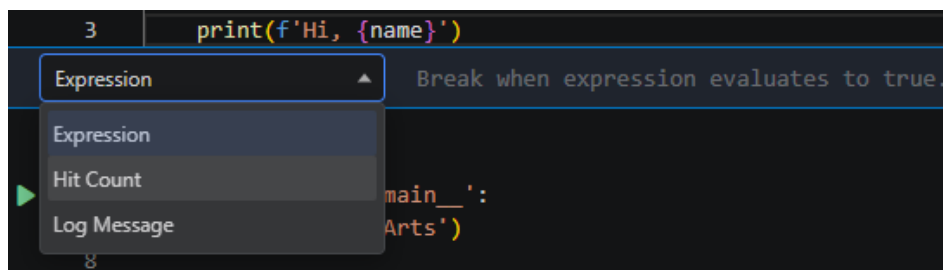 3 print(f'Hi, {name}')
Expression Break when expression evaluates to true.
Expression
Hit Count
main__':
Log Message Arts')
8